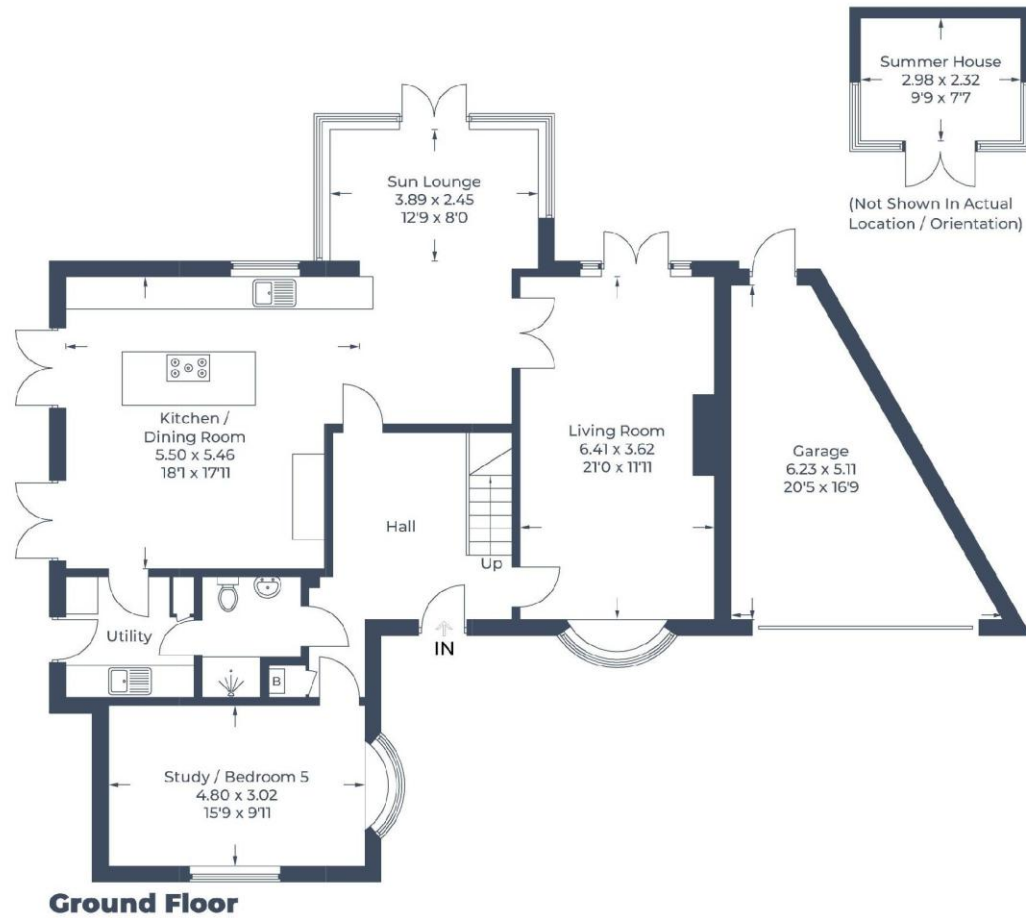 Summer House
2.98 x 2.32
9'9 x 7'7
(Not Shown In Actual
Location / Orientation)
Sun Lounge
3.89 x 2.45
12'9 x 8'0
Kitchen /
Dining Room
5.50 x 5.46
18'1 x 17'11
Living Room
6.41 x 3.62
21'0 x 11'11
Garage
6.23 x 5.11
20'5 x 16'9
Hall
Up
Utility
IN
B
Study / Bedroom 5
4.80 x 3.02
15'9 x 9'11
Ground Floor